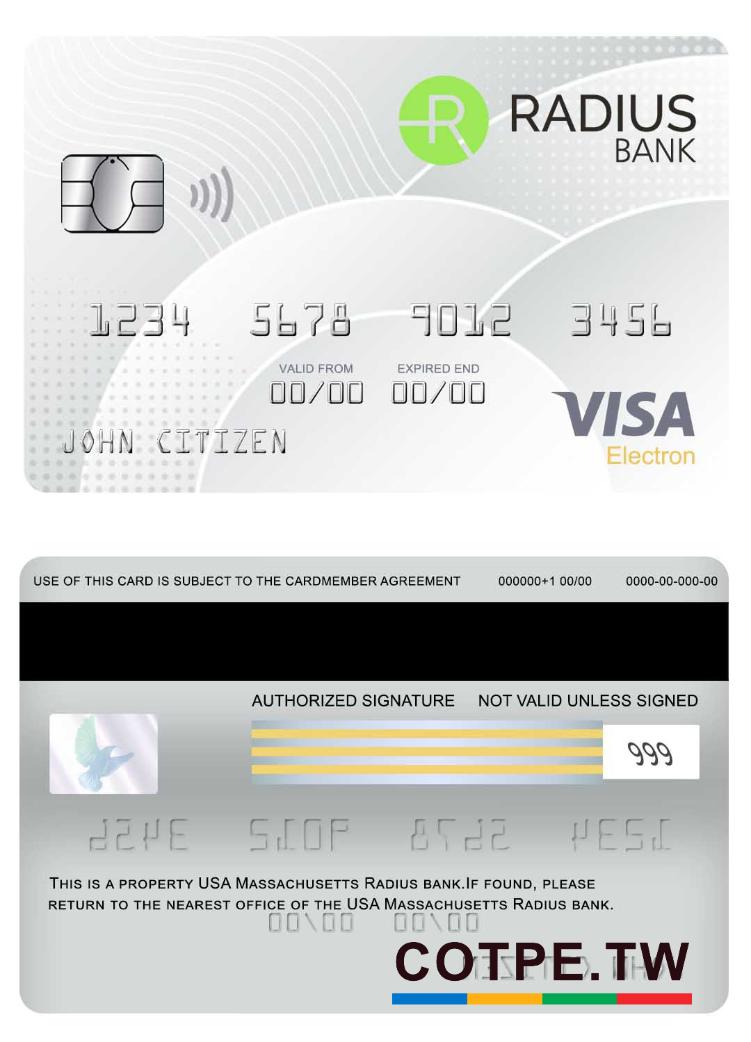 RADIUS
BANK
1234 5678 9012 3456
VALID FROM EXPIRED END
00/00 00/00
JOHN CITIZEN
VISA
Electron
USE OF THIS CARD IS SUBJECT TO THE CARDMEMBER AGREEMENT 000000+1 00/00 0000-00-000-00
AUTHORIZED SIGNATURE NOT VALID UNLESS SIGNED
999
THIS IS A PROPERTY USA MASSACHUSETTS RADIUS BANK.IF FOUND, PLEASE
RETURN TO THE NEAREST OFFICE OF THE USA MASSACHUSETTS RADIUS BANK.
COTPE.TW